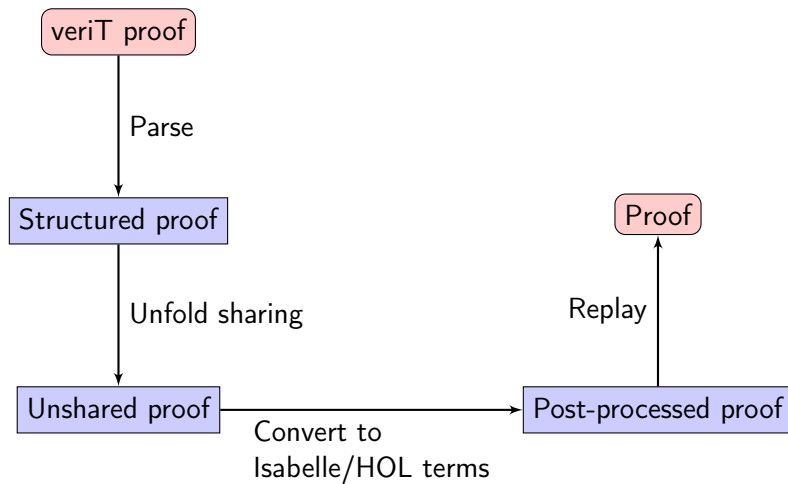 veriT proof
Parse
Structured proof
Proof
Unfold sharing
Replay
Unshared proof
Post-processed proof
Convert to
Isabelle/HOL terms